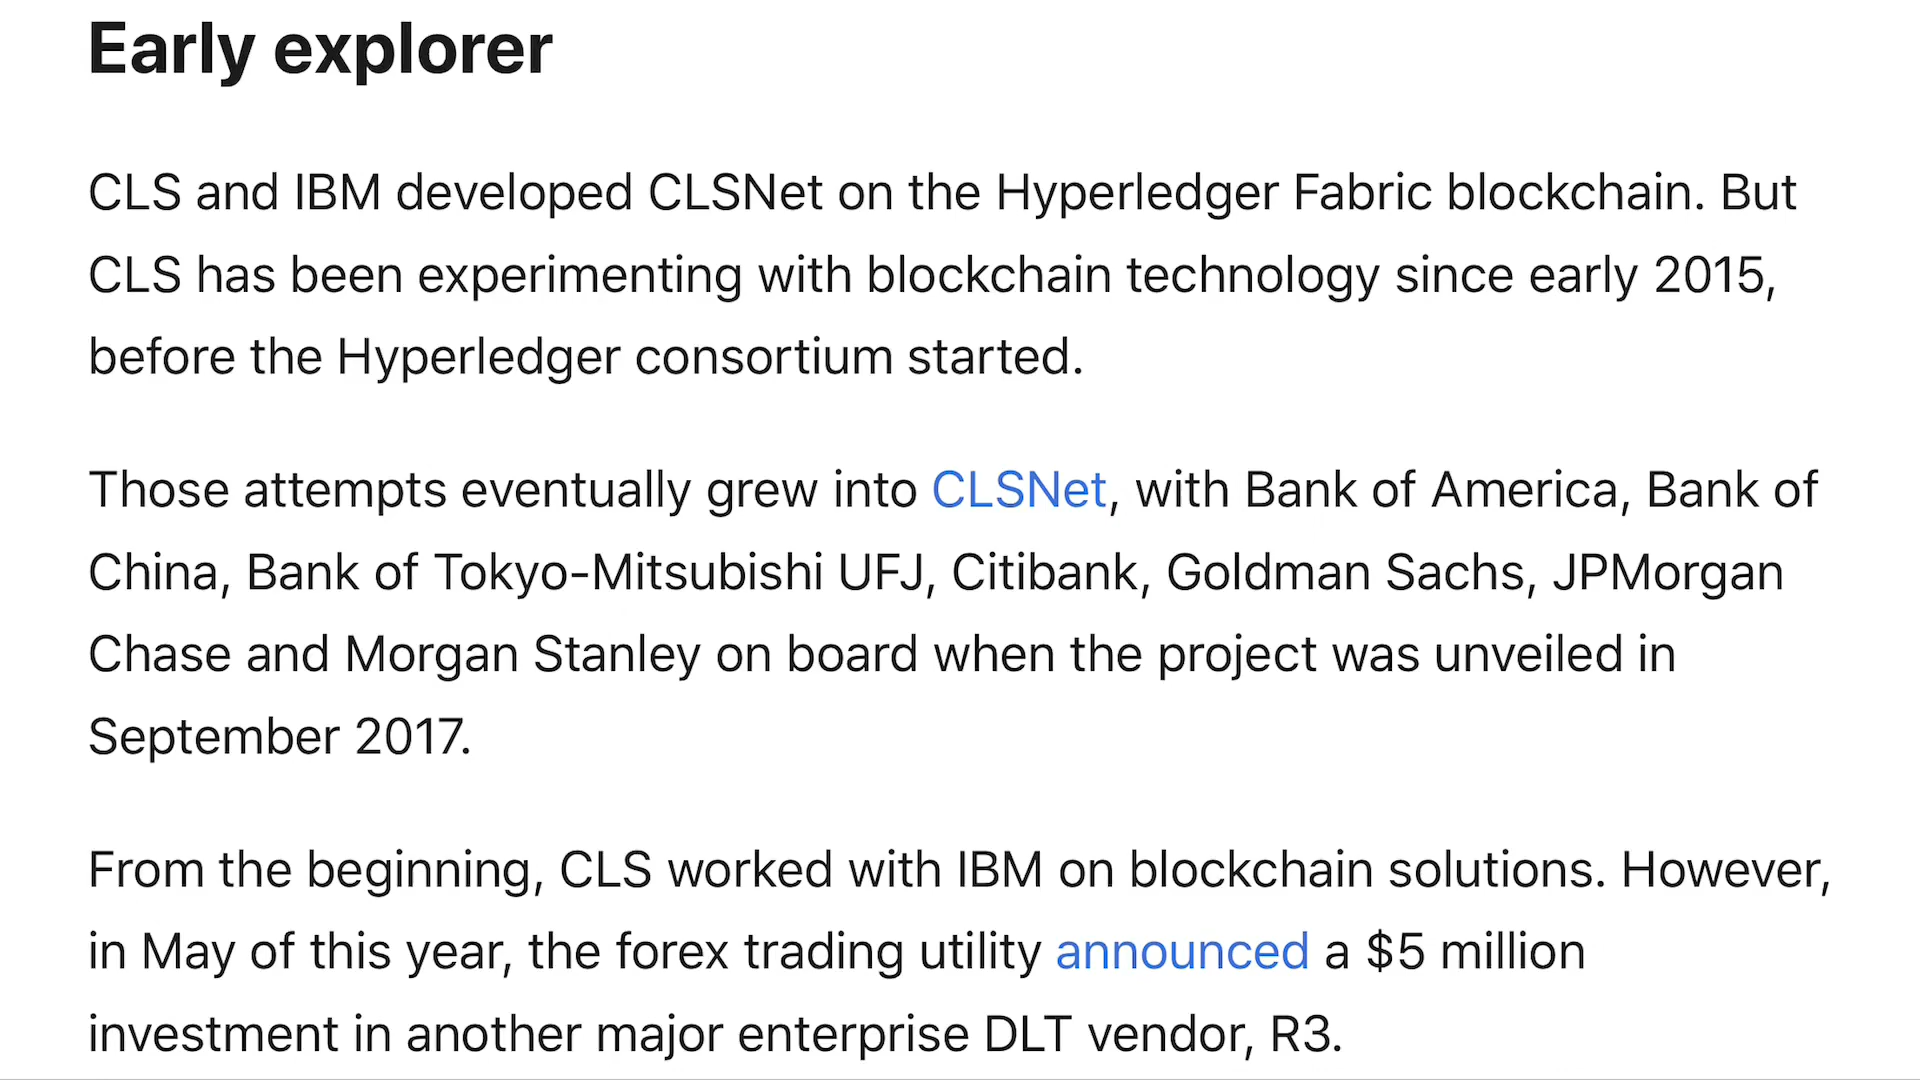 Early explorer
CLS and IBM developed CLSNet on the Hyperledger Fabric blockchain. But
CLS has been experimenting with blockchain technology since early 2015,
before the Hyperledger consortium started.
Those attempts eventually grew into CLSNet, with Bank of America, Bank of
China, Bank of Tokyo-Mitsubishi UFJ, Citibank, Goldman Sachs, JPMorgan
Chase and Morgan Stanley on board when the project was unveiled in
September 2017.
From the beginning, CLS worked with IBM on blockchain solutions. However,
in May of this year, the forex trading utility announced a $5 million
investment in another major enterprise DLT vendor, R3.